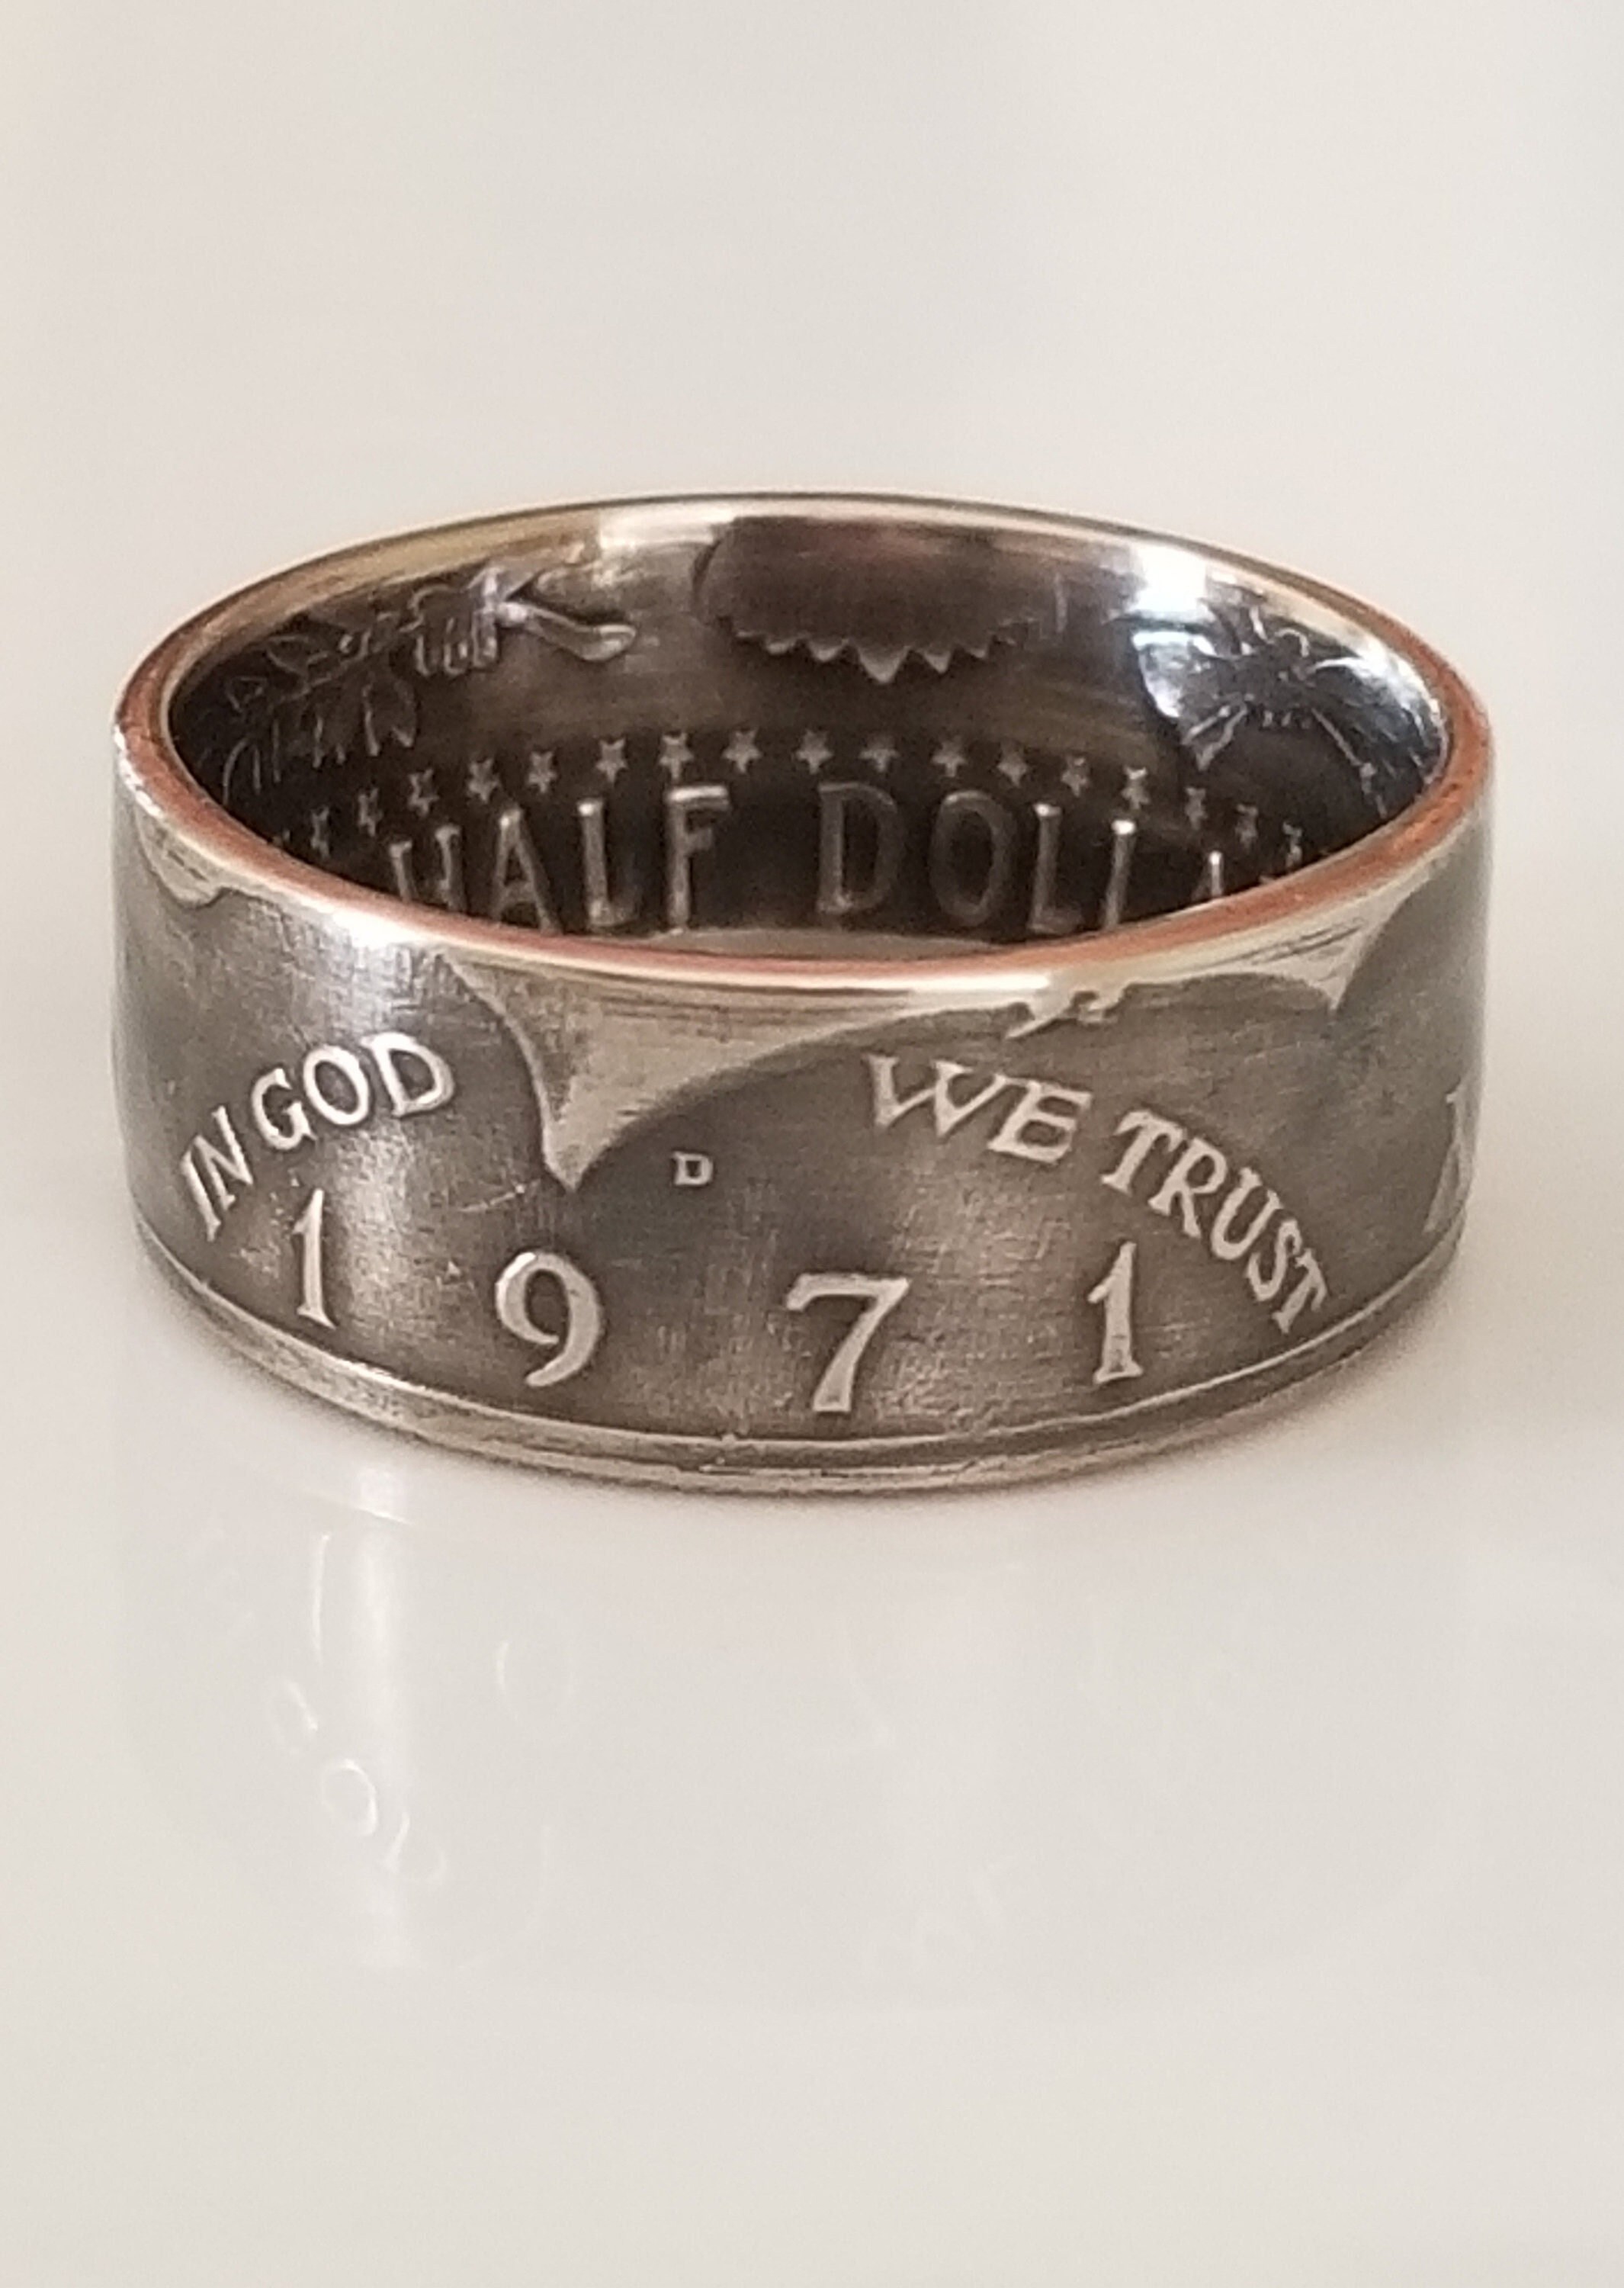 HALF DOLL
IN GOD WE TRUST
D
1971